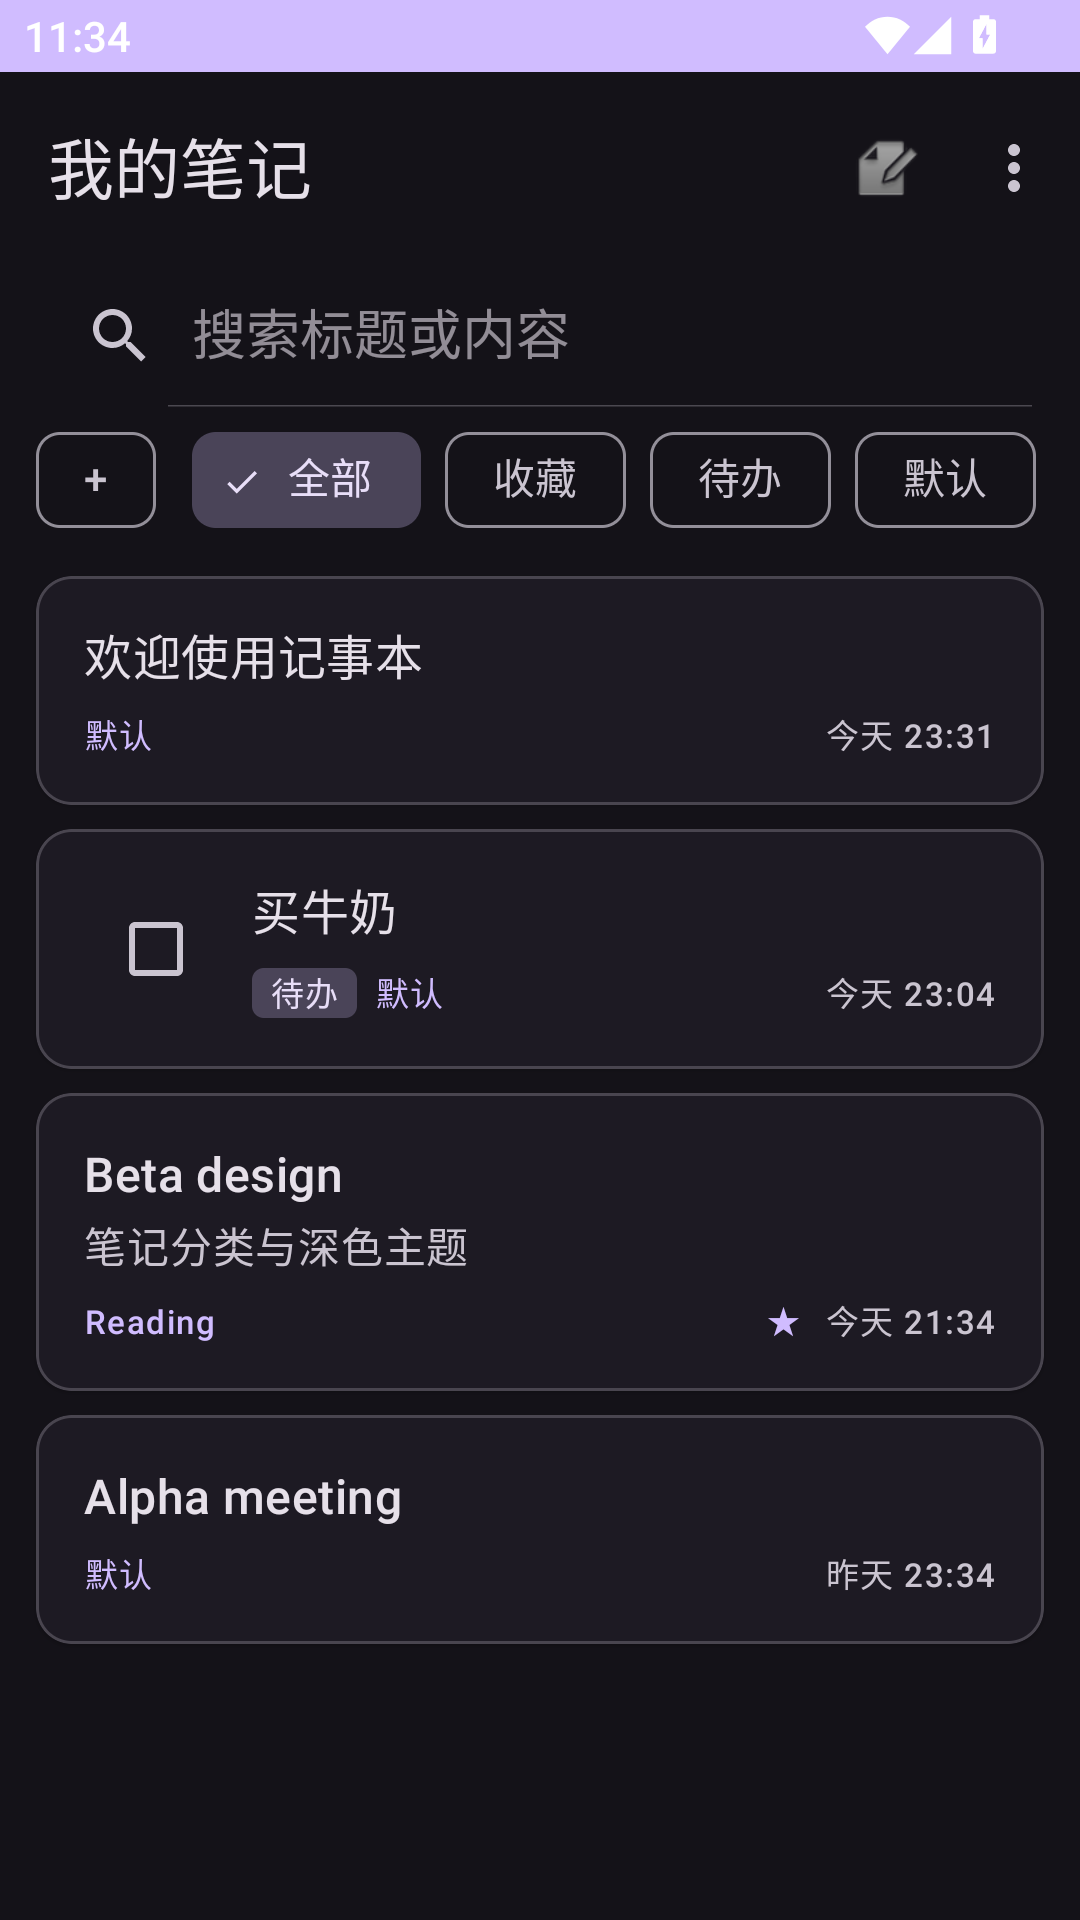 11:34
我的笔记
搜索标题或内容
+ 全部 收藏 待办 默认
欢迎使用记事本
默认 今天 23:31
买牛奶
待办 默认 今天 23:04
Beta design
笔记分类与深色主题
Reading ★ 今天 21:34
Alpha meeting
默认 昨天 23:34